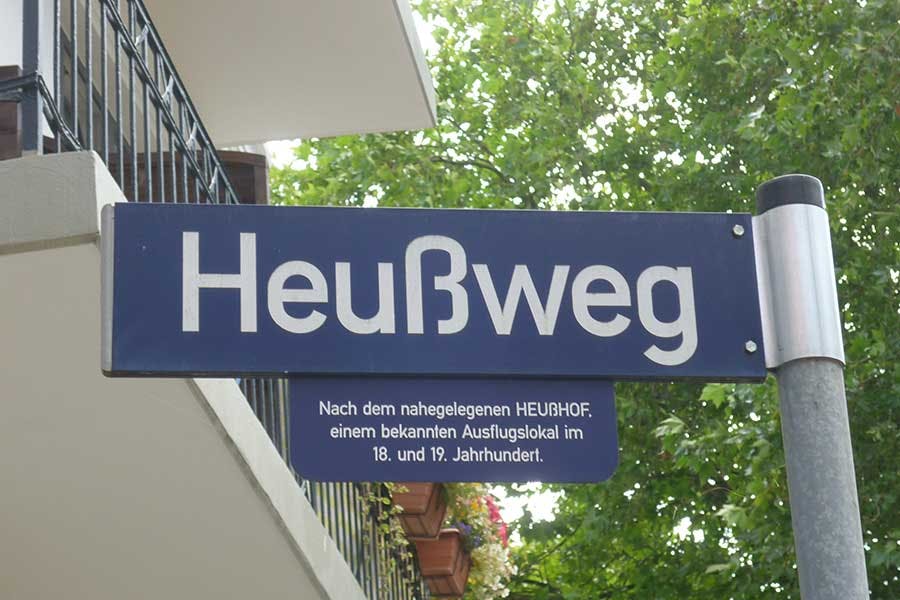 Heußweg
Nach dem nahegelegenen HEUßHOF,
einem bekannten Ausflugslokal im
18. und 19. Jahrhundert.